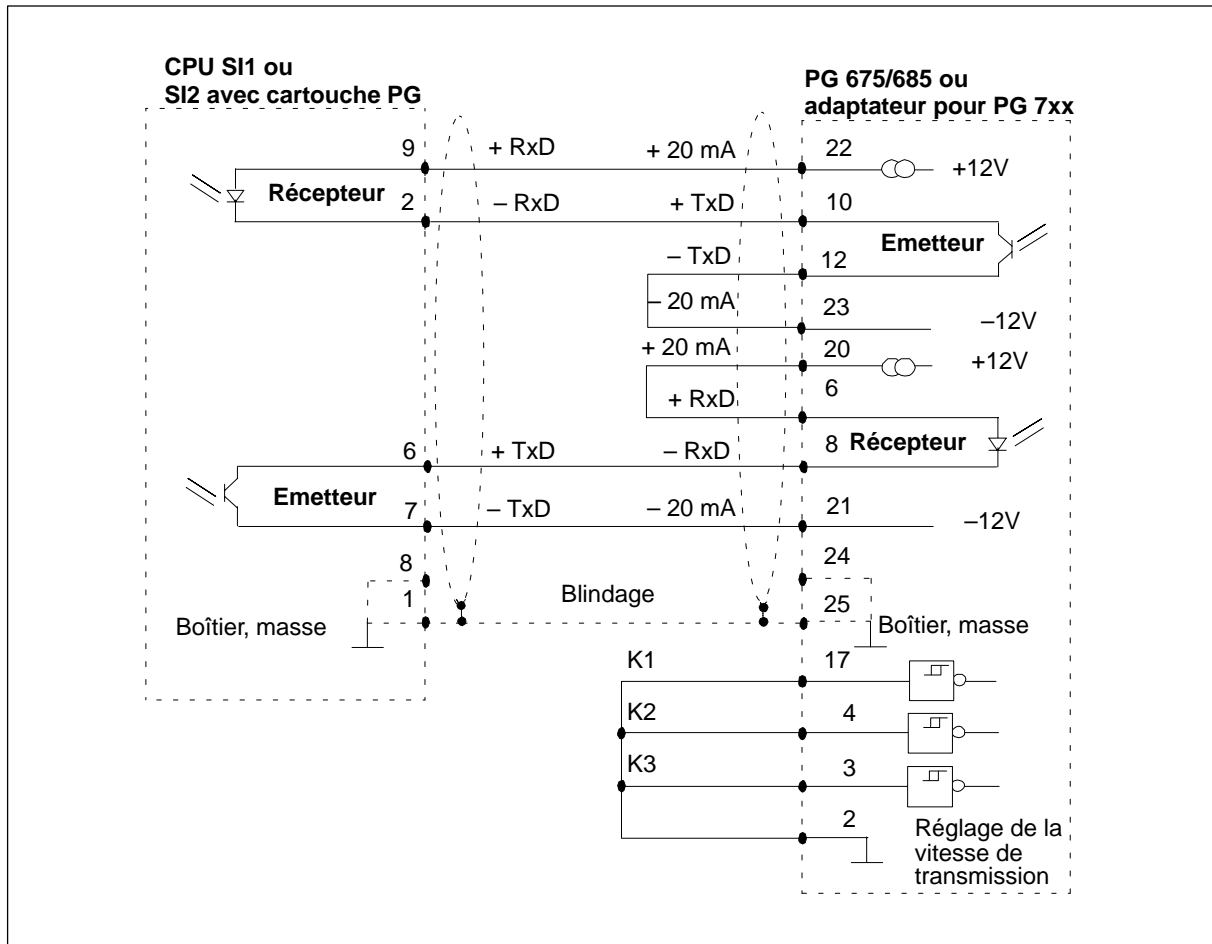 CPU SI1 ou
SI2 avec cartouche PG
PG 675/685 ou
adaptateur pour PG 7xx
9
+ RxD
+ 20 mA
22
+12V
Récepteur
2
– RxD
+ TxD
10
Emetteur
– TxD
12
– 20 mA
23
–12V
+ 20 mA
20
+12V
6
+ RxD
6
+ TxD
– RxD
8
Récepteur
Emetteur
7
– TxD
– 20 mA
21
–12V
8
24
1
Blindage
25
Boîtier, masse
Boîtier, masse
K1
17
K2
4
K3
3
2
Réglage de la
vitesse de
transmission